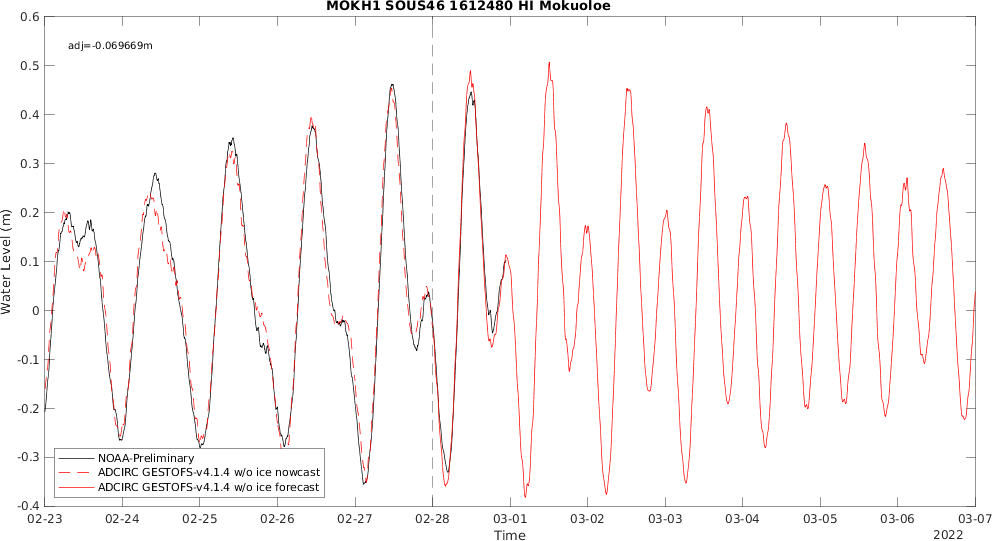 MOKH1 SOUS46 1612480 HI Mokuoloe
adj=-0.069669m
Water Level (m)
0.6
0.5
0.4
0.3
0.2
0.1
0
-0.1
-0.2
-0.3
-0.4
NOAA-Preliminary
ADCIRC GESTOFS-v4.1.4 w/o ice nowcast
ADCIRC GESTOFS-v4.1.4 w/o ice forecast
02-23 02-24 02-25 02-26 02-27 02-28 03-01 03-02 03-03 03-04 03-05 03-06 03-07
Time
2022